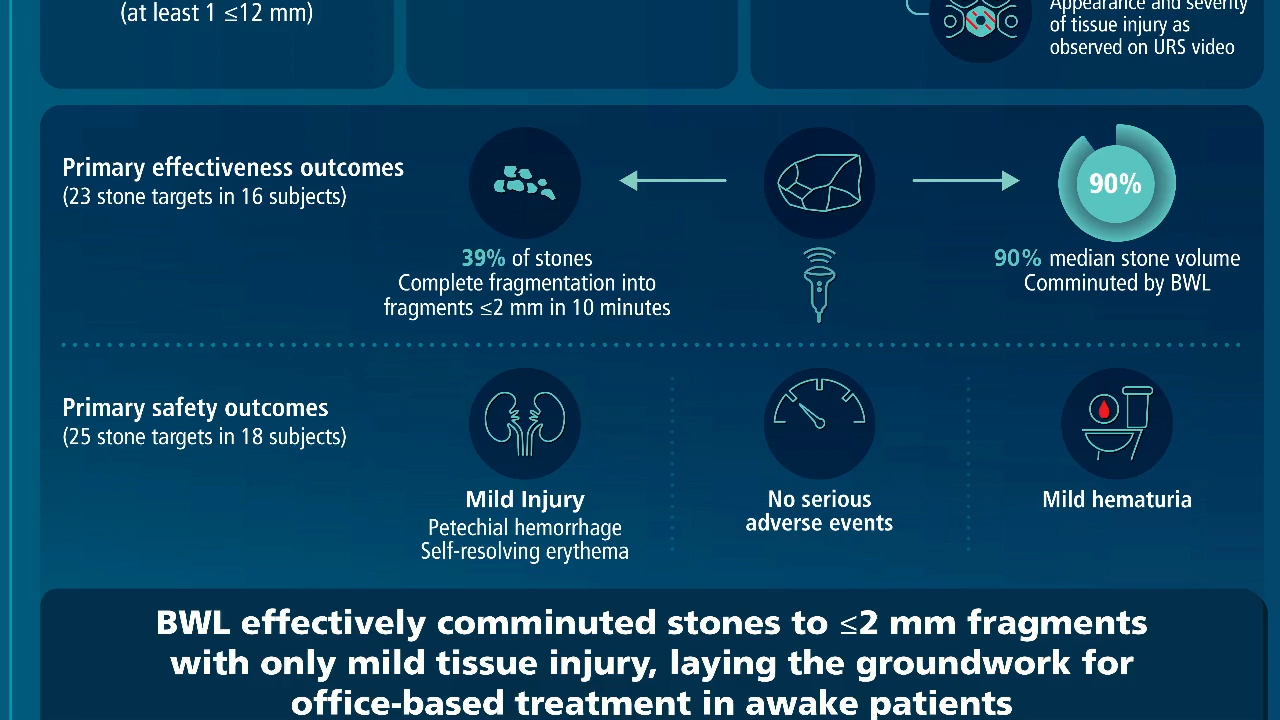 (at least 1 ≤12 mm)
Appearance and severity
of tissue injury as
observed on URS video
Primary effectiveness outcomes
(23 stone targets in 16 subjects)
39% of stones
Complete fragmentation into
fragments ≤2 mm in 10 minutes
90%
90% median stone volume
Comminuted by BWL
Primary safety outcomes
(25 stone targets in 18 subjects)
Mild Injury
Petechial hemorrhage
Self-resolving erythema
No serious
adverse events
Mild hematuria
BWL effectively comminuted stones to ≤2 mm fragments
with only mild tissue injury, laying the groundwork for
office-based treatment in awake patients